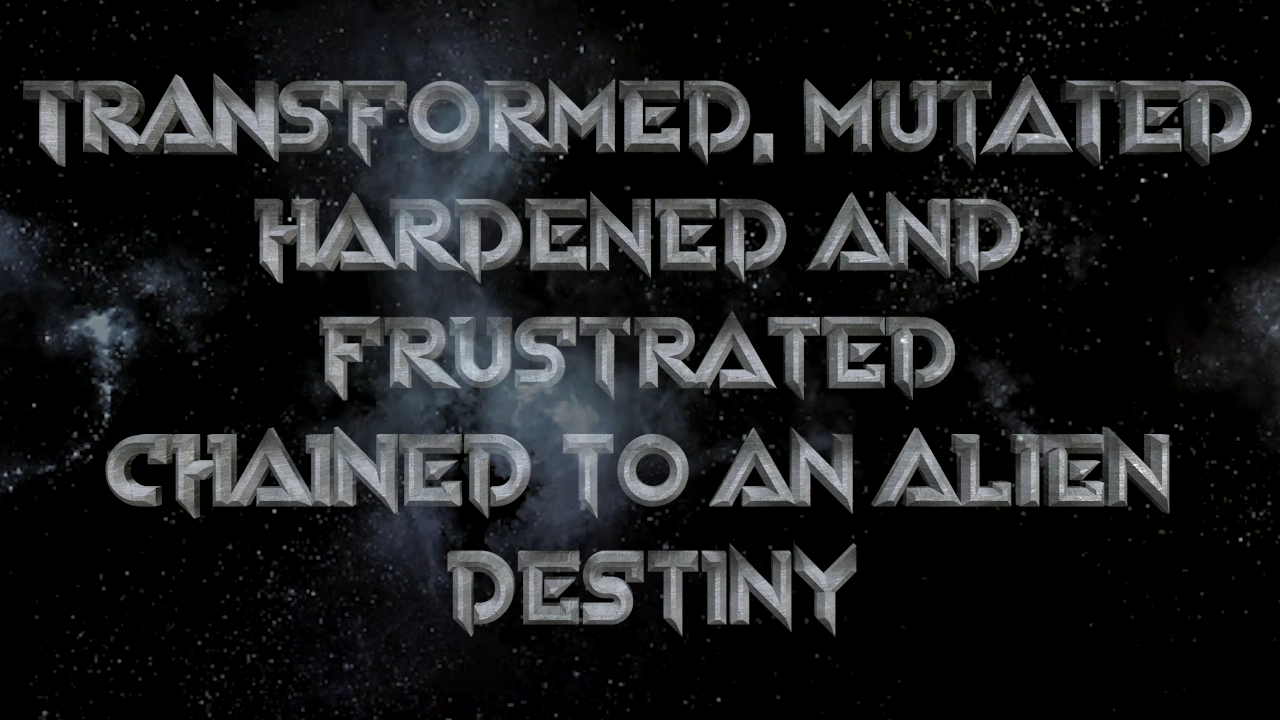 TRANSFORMED, MUTATED
HARDENED AND
FRUSTRATED
CHAINED TO AN ALIEN
DESTINY